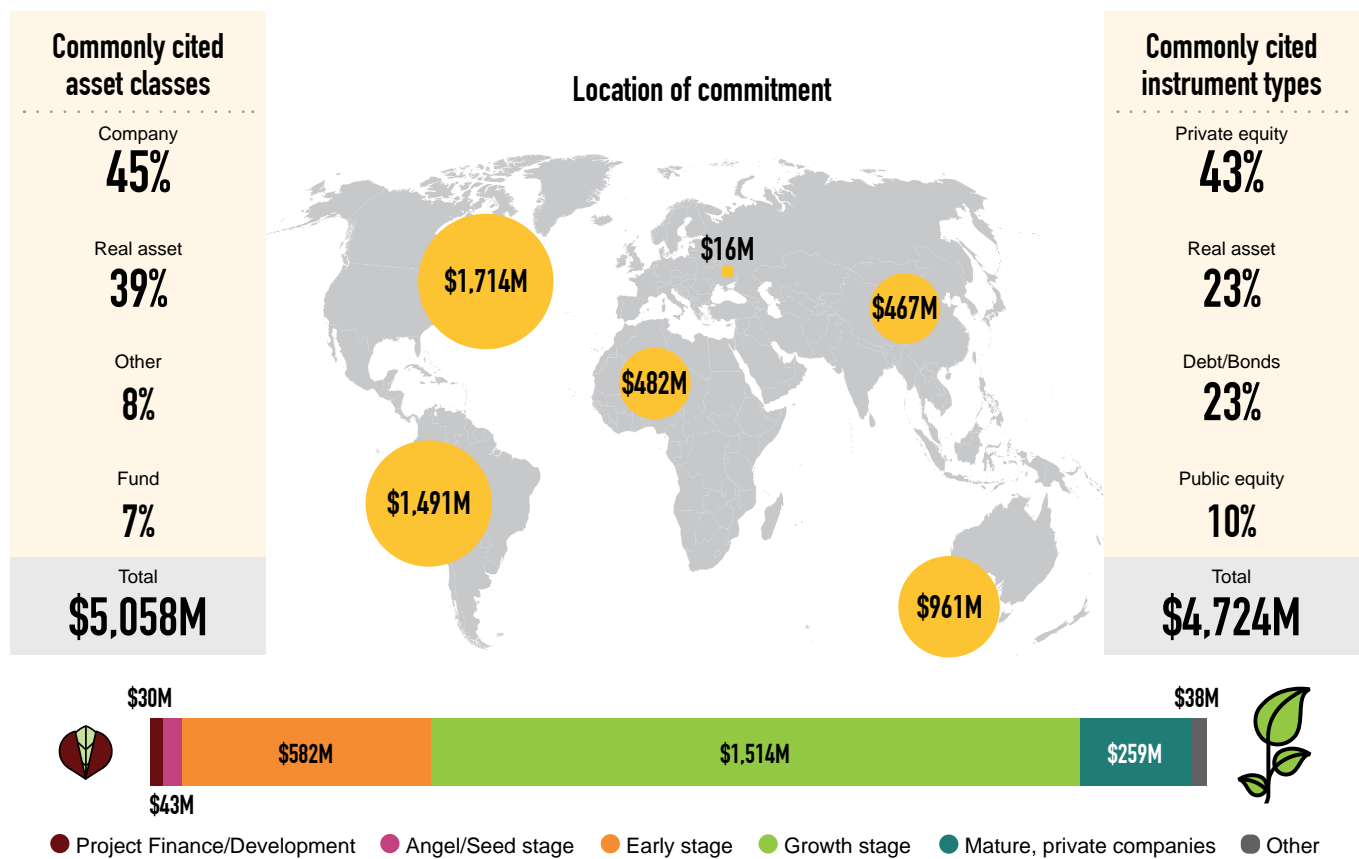 Commonly cited
asset classes
Company
45%
Real asset
39%
Other
8%
Fund
7%
Total
$5,058M
Location of commitment
$1,714M
$16M
$467M
$482M
$1,491M
$961M
Commonly cited
instrument types
Private equity
43%
Real asset
23%
Debt/Bonds
23%
Public equity
10%
Total
$4,724M
$30M
$38M
$582M
$1,514M
$259M
$43M
Project Finance/Development
Angel/Seed stage
Early stage
Growth stage
Mature, private companies
Other